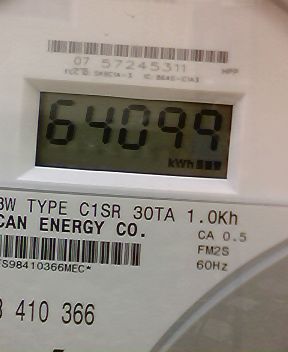 07 57245311
HPP
64099
kWh
3W TYPE C1SR 30TA 1.0Kh
CAN ENERGY CO.
CA 0.5
FM2S
S98410366MEC*
60Hz
410 366